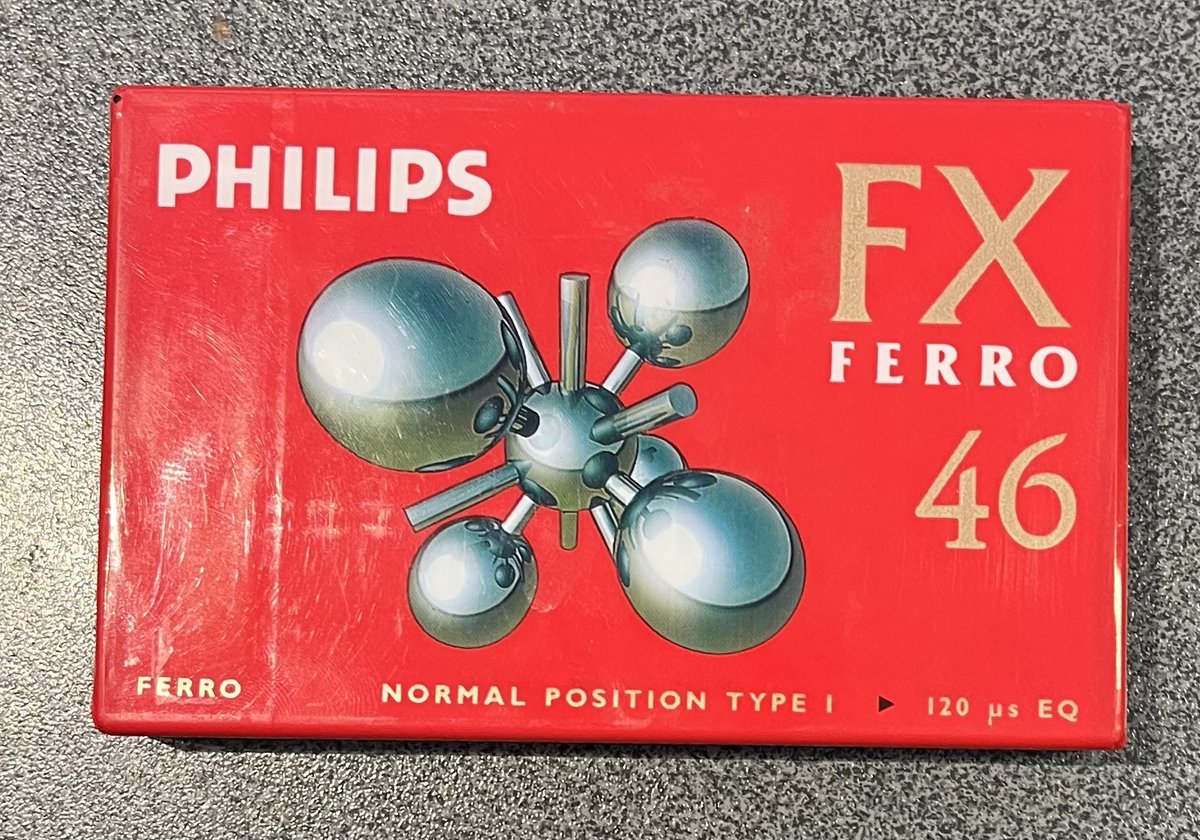 PHILIPS
FX
FERRO
46
FERRO
NORMAL POSITION TYPE I ▶ 120 µs EQ